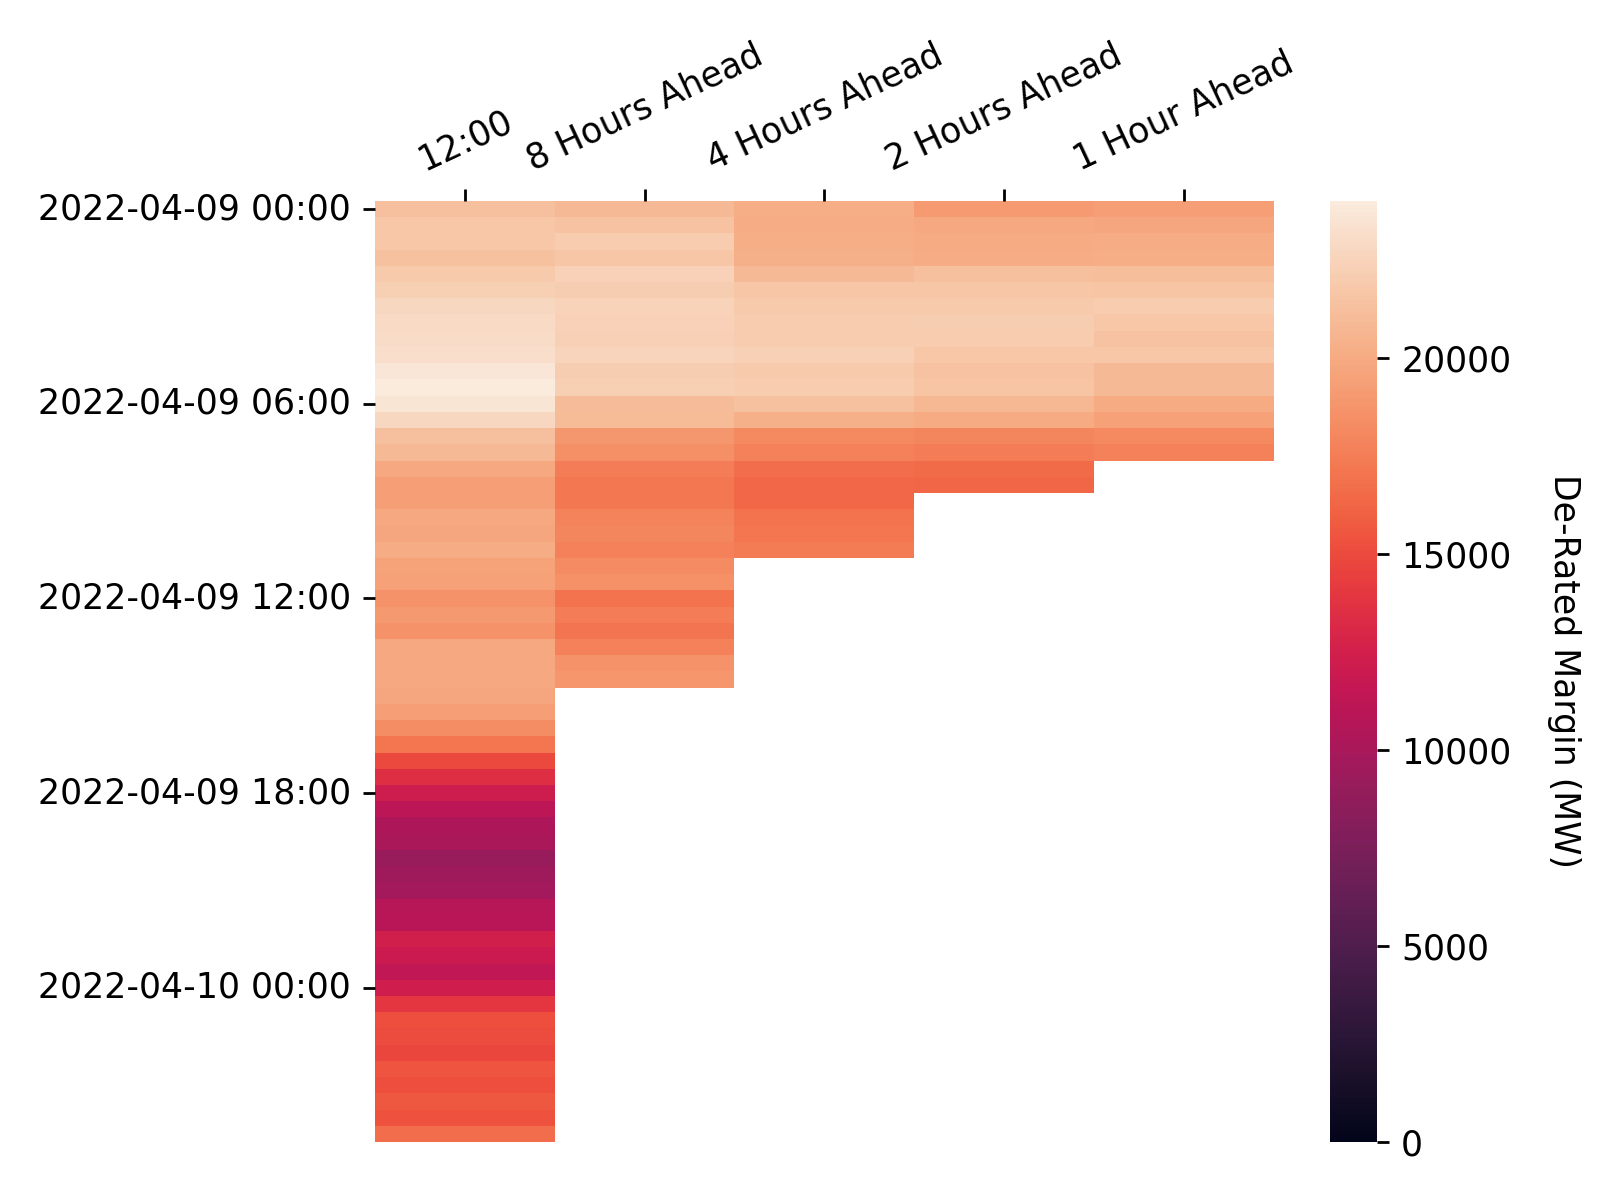 12:00
8 Hours Ahead
4 Hours Ahead
2 Hours Ahead
1 Hour Ahead
2022-04-09 00:00
2022-04-09 06:00
2022-04-09 12:00
2022-04-09 18:00
2022-04-10 00:00
20000
15000
10000
5000
0
De-Rated Margin (MW)